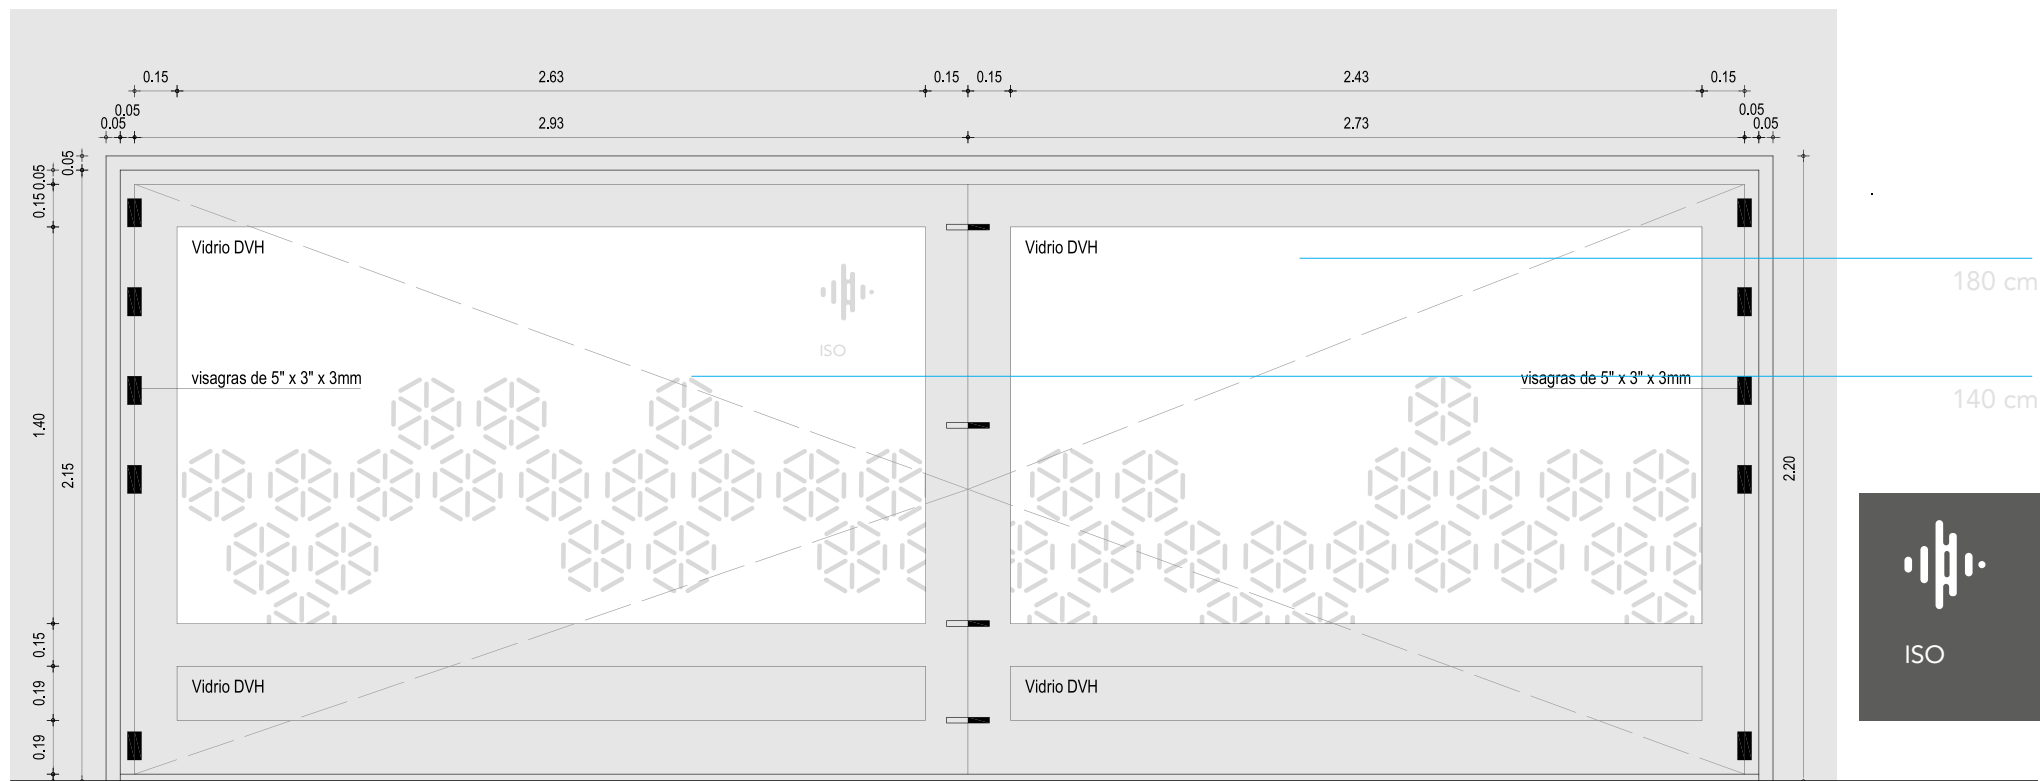 0.15
2.63
0.15
0.15
2.43
0.15
0.05
0.05
2.93
2.73
0.05
0.05
0.05
0.05
0.15
1.40
2.15
0.15
0.19
0.19
2.20
Vidrio DVH
Vidrio DVH
ISO
visagras de 5" x 3" x 3mm
visagras de 5" x 3" x 3mm
180 cm
140 cm
Vidrio DVH
Vidrio DVH
ISO